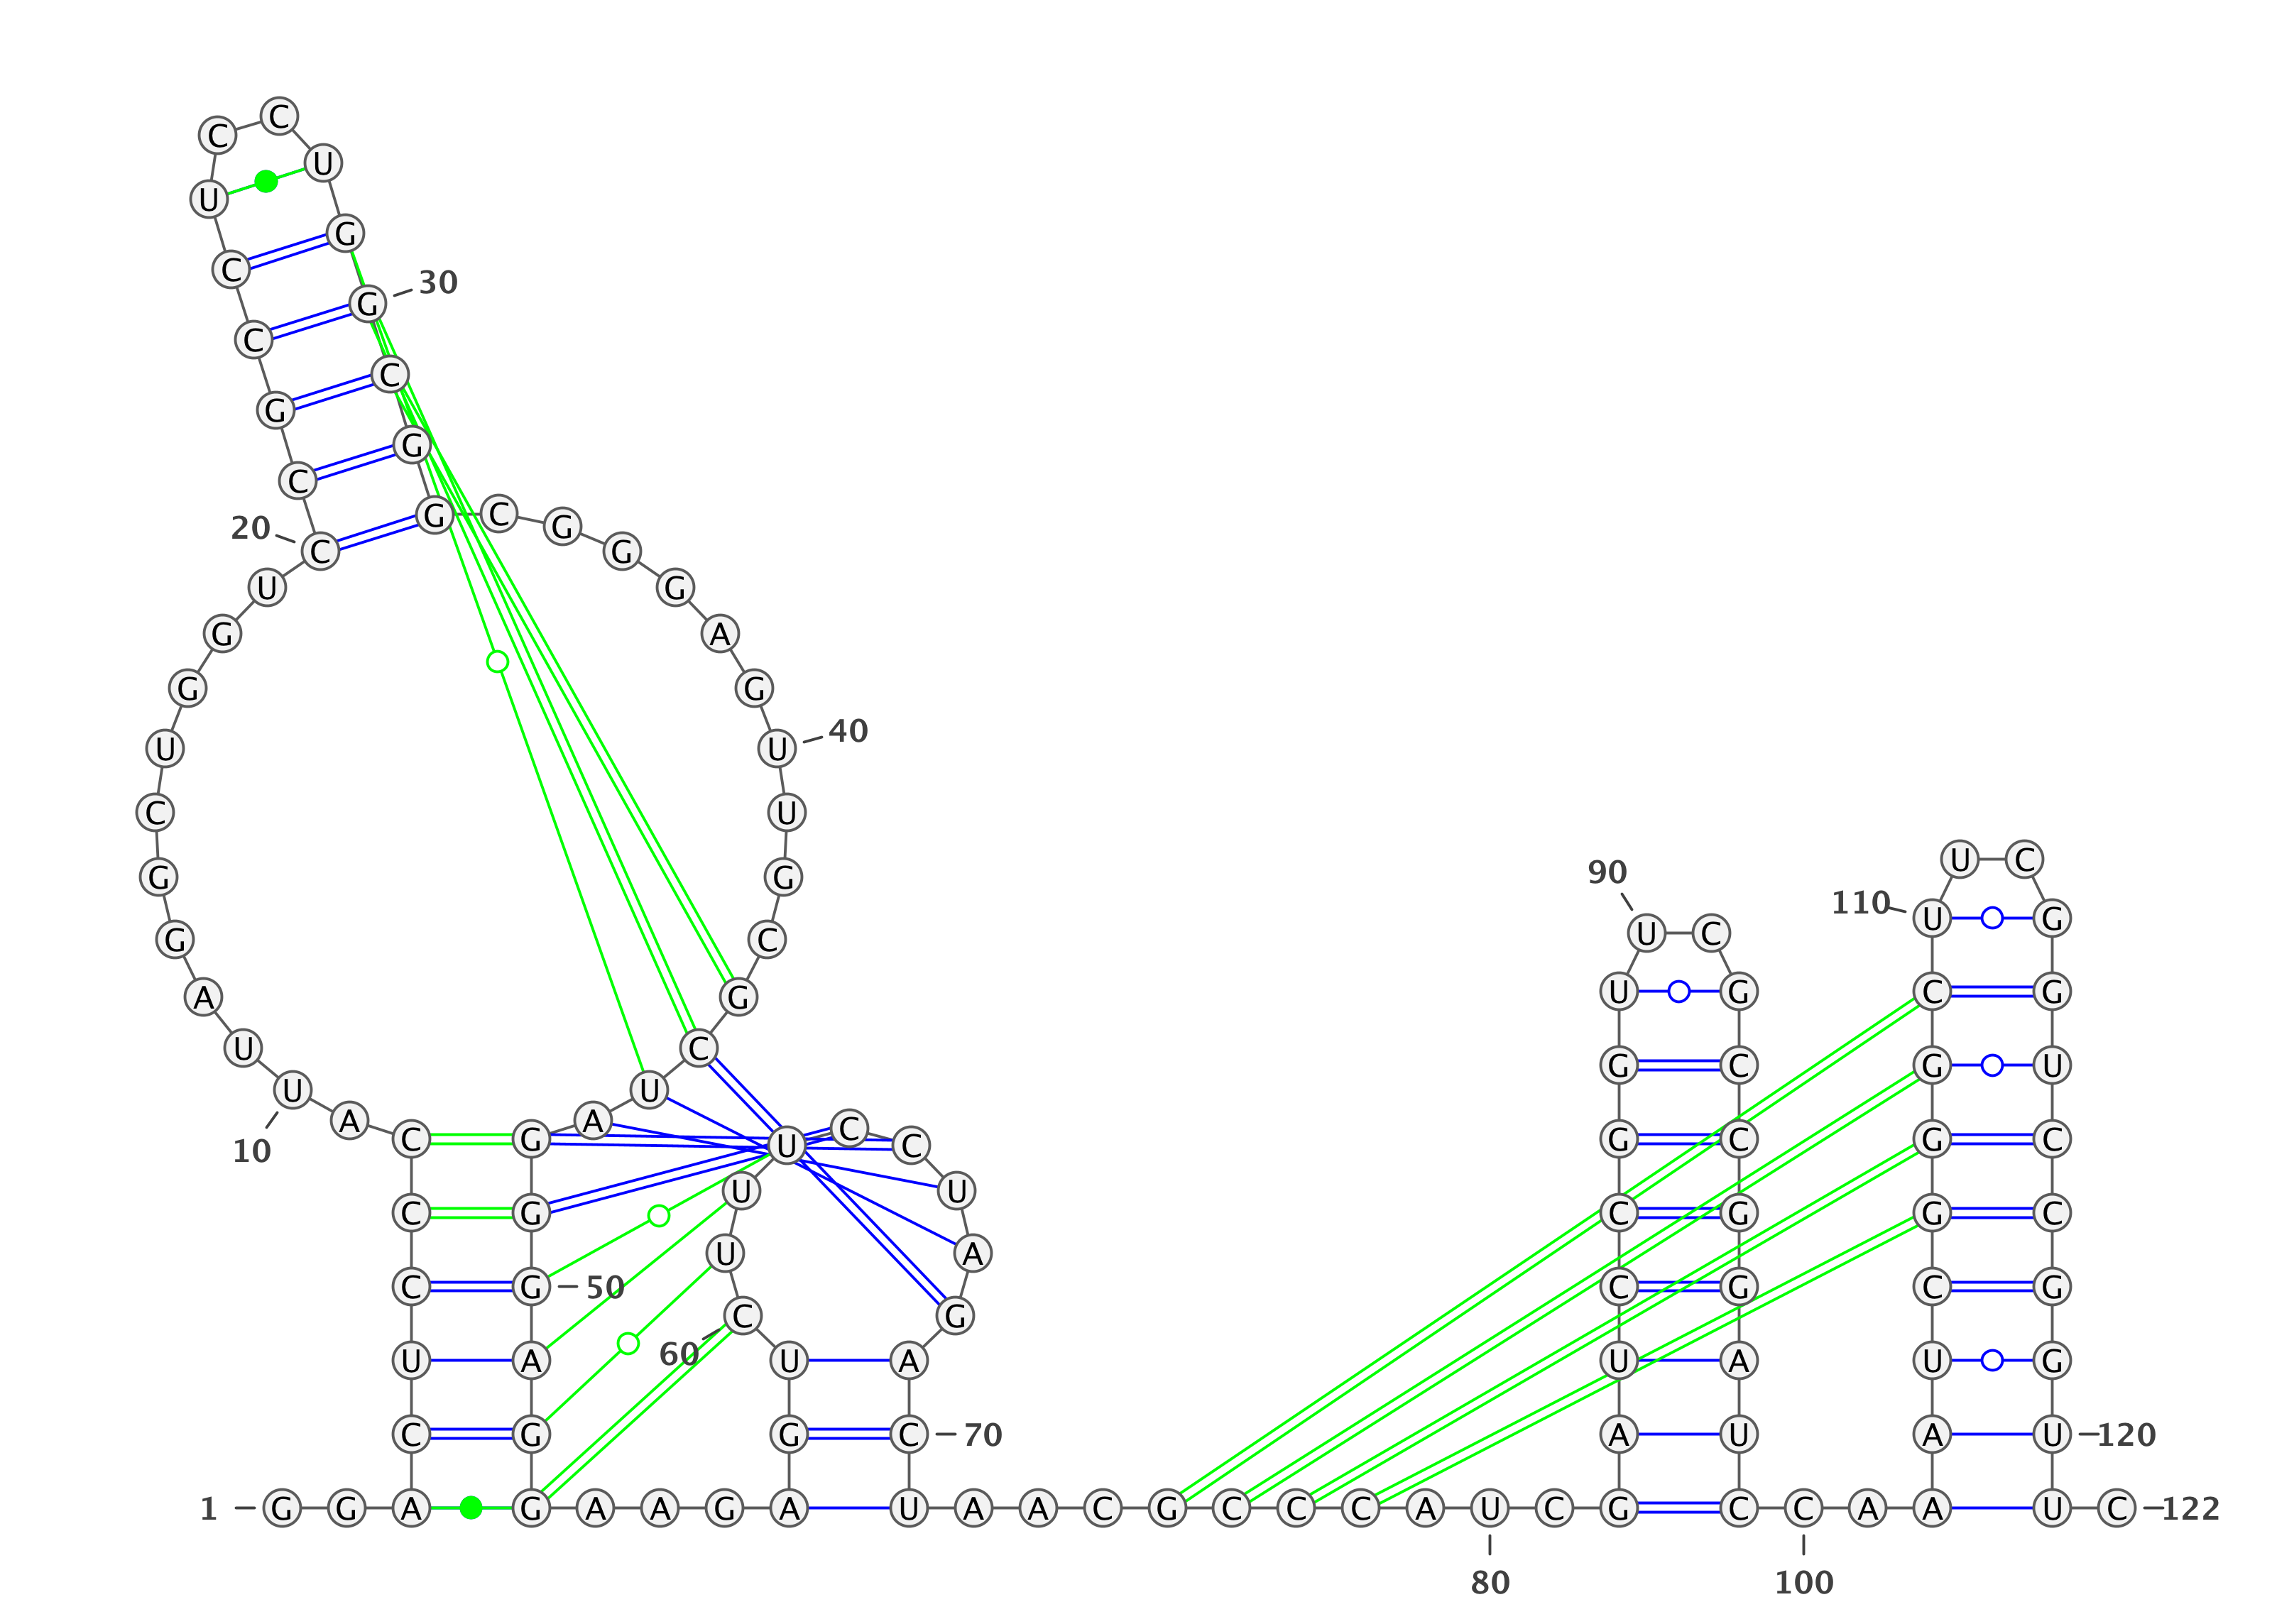 C
C
U
U
G
C
G 30
C
C
G
G
C
G C
G
20 C G
U G
G A
G G
U U 40
C U
U C
90
G G
110 U G
U C
G C
U G C G
A G
U C
G C G U
U U
A A C
C G U C G C G C
10
U U
C G C G G C
U A
C G 50 C G C G
C G
60
U A U A U A U G
C G G C 70 A U A U 120
1 G G A G A A G A U A A C G C C C A U C G C C A A A U C 122
80 100